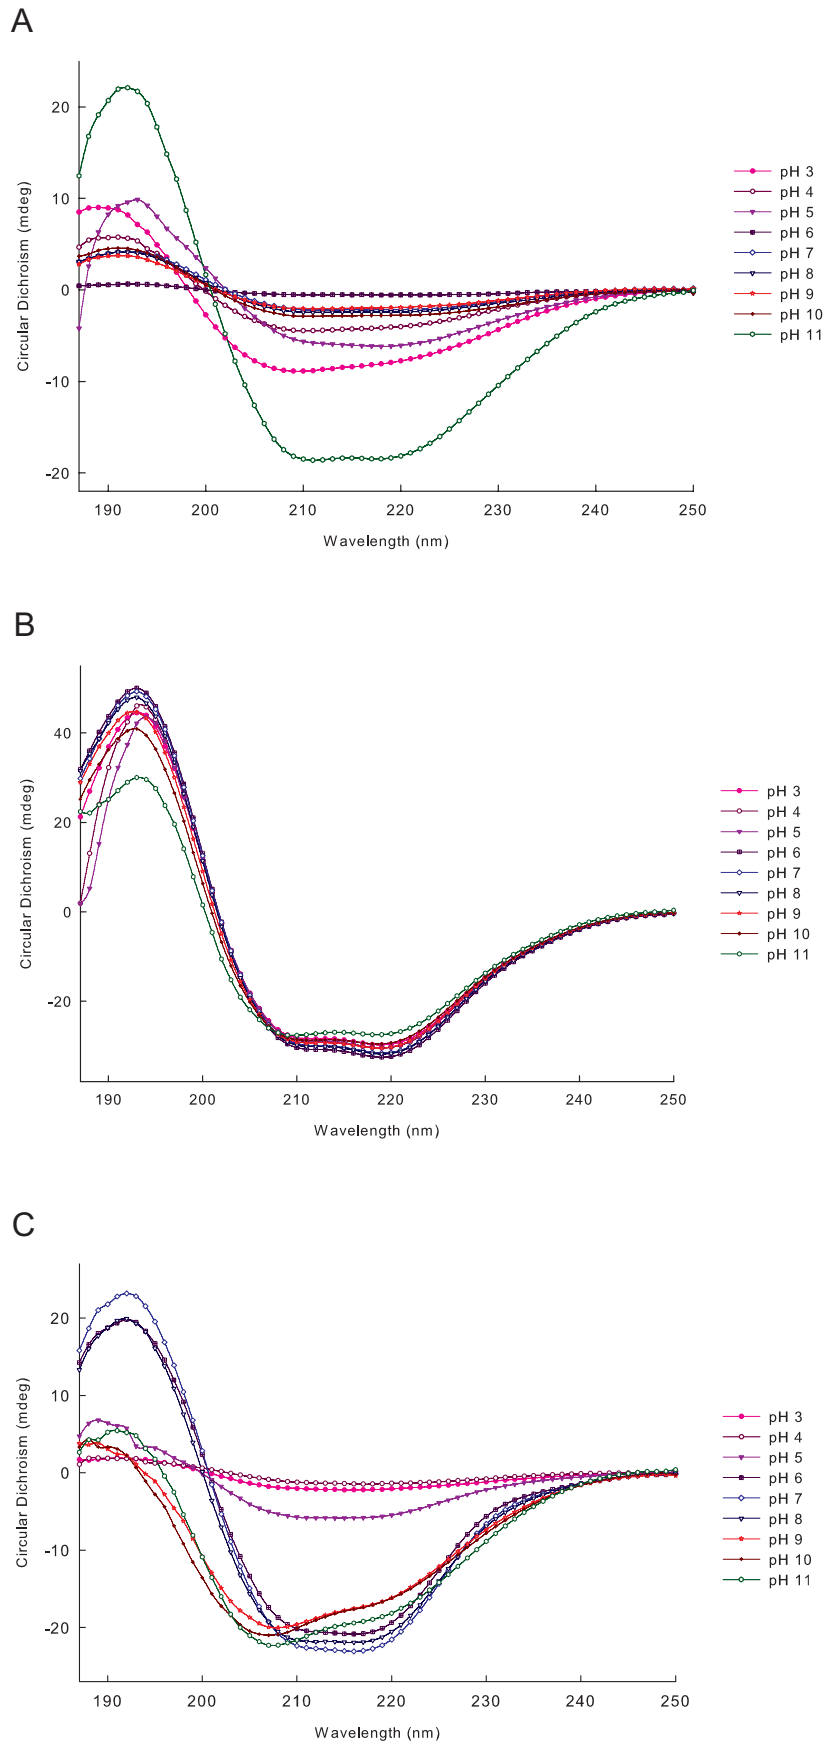 A
Circular Dichroism (mdeg)
20
10
0
-10
-20
190 200 210 220 230 240 250
Wavelength (nm)
pH 3
pH 4
pH 5
pH 6
pH 7
pH 8
pH 9
pH 10
pH 11
B
Circular Dichroism (mdeg)
40
20
0
-20
190 200 210 220 230 240 250
Wavelength (nm)
pH 3
pH 4
pH 5
pH 6
pH 7
pH 8
pH 9
pH 10
pH 11
C
Circular Dichroism (mdeg)
20
10
0
-10
-20
190 200 210 220 230 240 250
Wavelength (nm)
pH 3
pH 4
pH 5
pH 6
pH 7
pH 8
pH 9
pH 10
pH 11